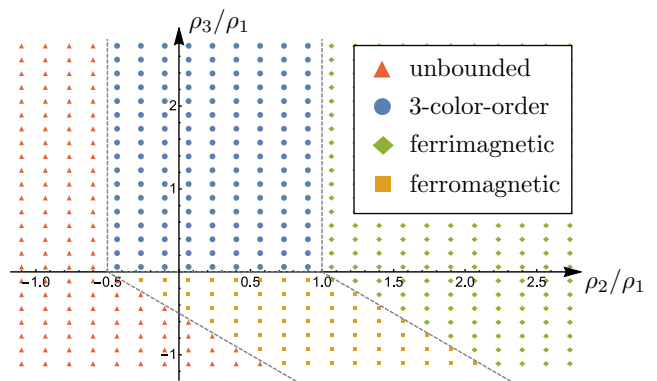 ρ₃/ρ₁
unbounded
3-color-order
ferrimagnetic
ferromagnetic
2
1
-1.0 -0.5 0.5 1.0 1.5 2.0 2.5
ρ₂/ρ₁
-1